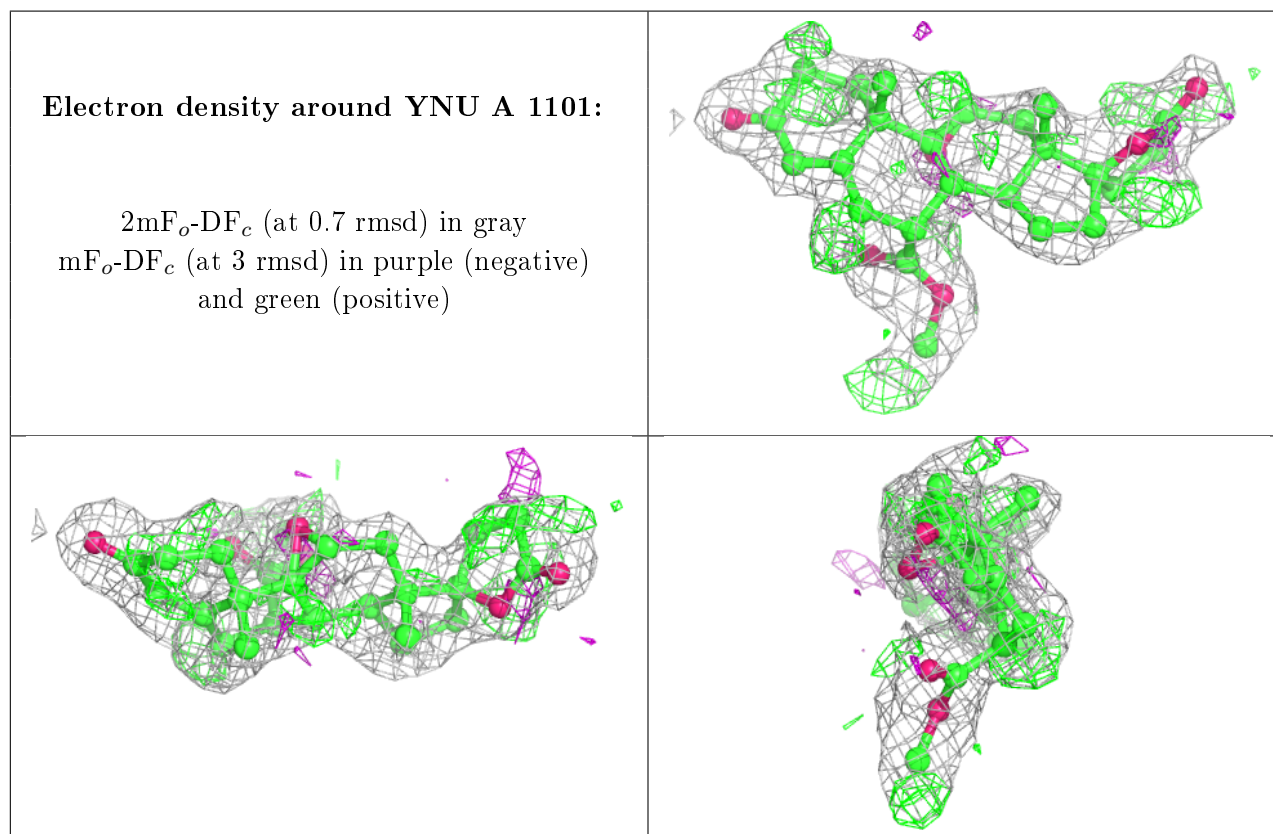 Electron density around YNU A 1101:
2mFo-DFc (at 0.7 rmsd) in gray
mFo-DFc (at 3 rmsd) in purple (negative)
and green (positive)